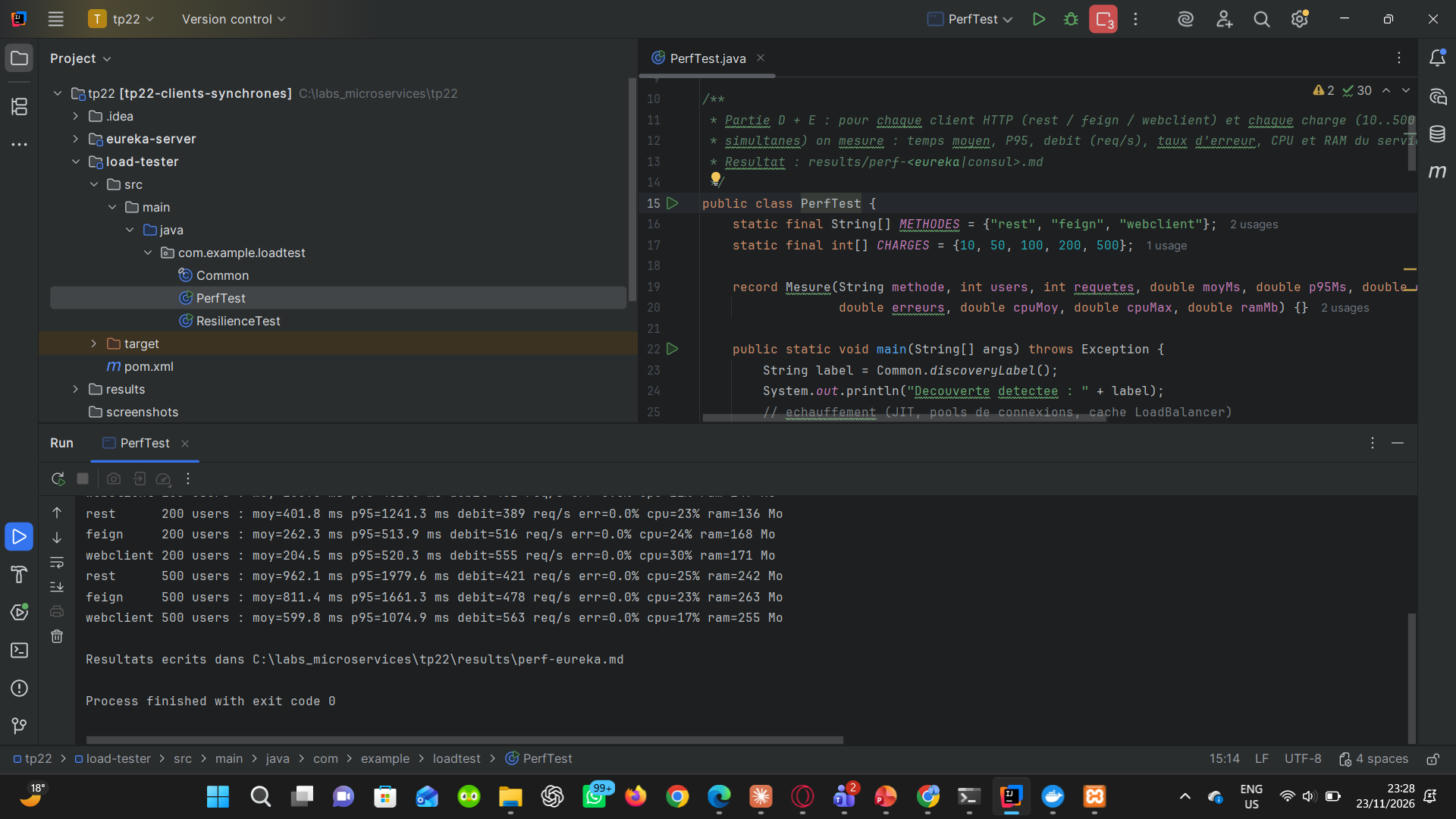 T tp22 Version control PerfTest 3
Project
PerfTest.java
tp22 [tp22-clients-synchrones] C:\labs_microservices\tp22
.idea
eureka-server
load-tester
src
main
java
com.example.loadtest
Common
PerfTest
ResilienceTest
target
m pom.xml
results
screenshots
2 30
10 /**
11 * Partie D + E : pour chaque client HTTP (rest / feign / webclient) et chaque charge (10..500
12 * simultanes) on mesure : temps moyen, P95, debit (req/s), taux d'erreur, CPU et RAM du servi
13 * Resultat : results/perf-<eureka|consul>.md
14 */
15 public class PerfTest {
16 static final String[] METHODES = {"rest", "feign", "webclient"}; 2 usages
17 static final int[] CHARGES = {10, 50, 100, 200, 500}; 1 usage
18
19 record Mesure(String methode, int users, int requetes, double moyMs, double p95Ms, double
20 double erreurs, double cpuMoy, double cpuMax, double ramMb) {} 2 usages
21
22 public static void main(String[] args) throws Exception {
23 String label = Common.discoveryLabel();
24 System.out.println("Decouverte detectee : " + label);
25 // echauffement (JIT, pools de connexions, cache LoadBalancer)
m
Run PerfTest
rest 200 users : moy=401.8 ms p95=1241.3 ms debit=389 req/s err=0.0% cpu=23% ram=136 Mo
feign 200 users : moy=262.3 ms p95=513.9 ms debit=516 req/s err=0.0% cpu=24% ram=168 Mo
webclient 200 users : moy=204.5 ms p95=520.3 ms debit=555 req/s err=0.0% cpu=30% ram=171 Mo
rest 500 users : moy=962.1 ms p95=1979.6 ms debit=421 req/s err=0.0% cpu=25% ram=242 Mo
feign 500 users : moy=811.4 ms p95=1661.3 ms debit=478 req/s err=0.0% cpu=23% ram=263 Mo
webclient 500 users : moy=599.8 ms p95=1074.9 ms debit=563 req/s err=0.0% cpu=17% ram=255 Mo
Resultats ecrits dans C:\labs_microservices\tp22\results\perf-eureka.md
Process finished with exit code 0
tp22 > load-tester > src > main > java > com > example > loadtest > PerfTest
15:14 LF UTF-8 4 spaces
18°
99+
2
ENG
US
23:28
23/11/2026